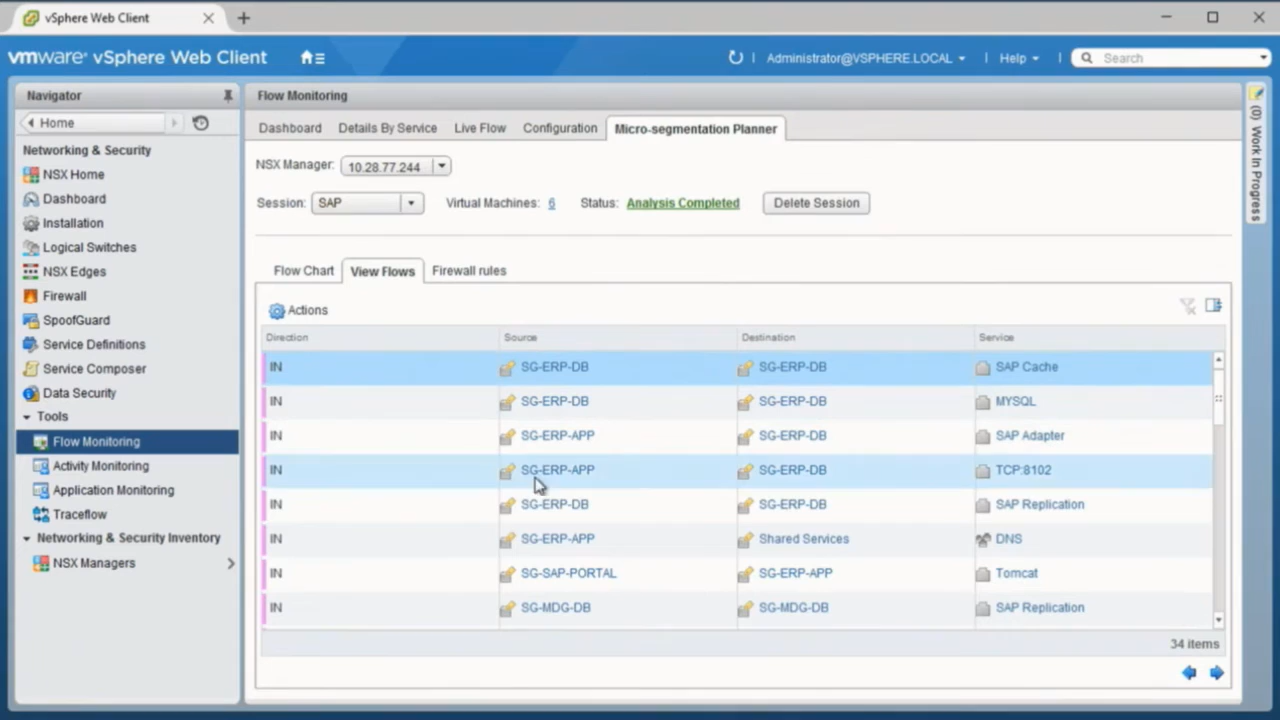 vSphere Web Client
vmware® vSphere Web Client
Administrator@VSPHERE.LOCAL
Help
Search
Navigator
Home
Networking & Security
NSX Home
Dashboard
Installation
Logical Switches
NSX Edges
Firewall
SpoofGuard
Service Definitions
Service Composer
Data Security
Tools
Flow Monitoring
Activity Monitoring
Application Monitoring
Traceflow
Networking & Security Inventory
NSX Managers
Flow Monitoring
Dashboard Details By Service Live Flow Configuration Micro-segmentation Planner
NSX Manager: 10.28.77.244
Session: SAP Virtual Machines: 6 Status: Analysis Completed Delete Session
Flow Chart View Flows Firewall rules
Actions
Direction Source Destination Service
IN SG-ERP-DB SG-ERP-DB SAP Cache
IN SG-ERP-DB SG-ERP-DB MYSQL
IN SG-ERP-APP SG-ERP-DB SAP Adapter
IN SG-ERP-APP SG-ERP-DB TCP:8102
IN SG-ERP-DB SG-ERP-DB SAP Replication
IN SG-ERP-APP Shared Services DNS
IN SG-SAP-PORTAL SG-ERP-APP Tomcat
IN SG-MDG-DB SG-MDG-DB SAP Replication
34 items
(0) Work In Progress